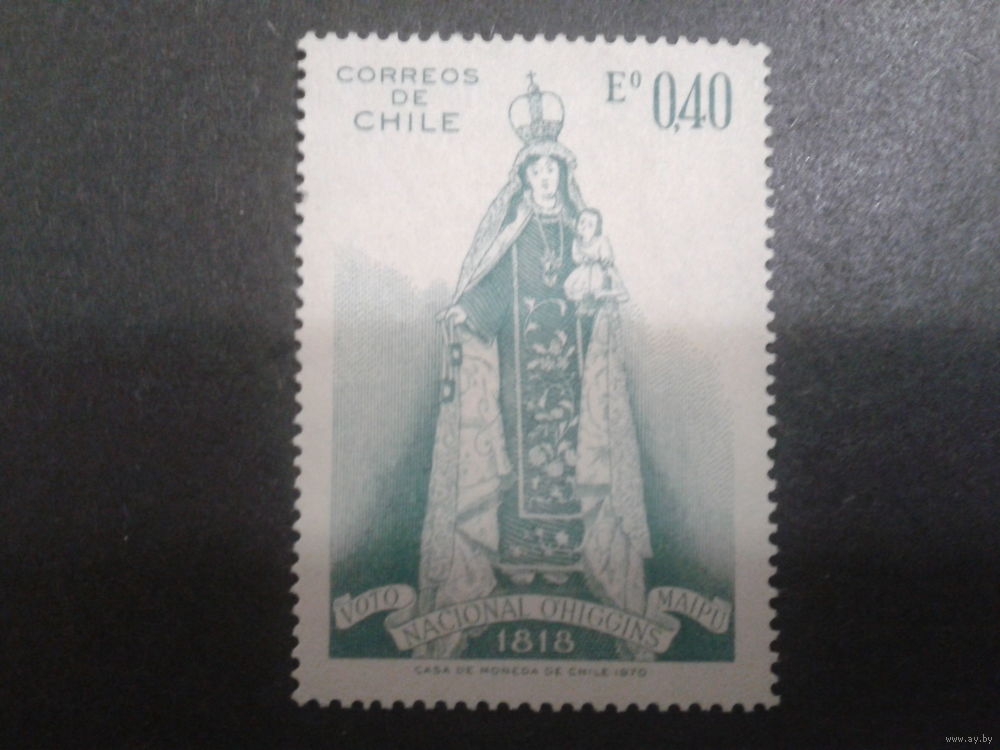 CORREOS
DE
CHILE
Eº 0,40
VOTO NACIONAL O'HIGGINS MAIPU
1818
CASA DE MONEDA DE CHILE 1970
www.ay.by